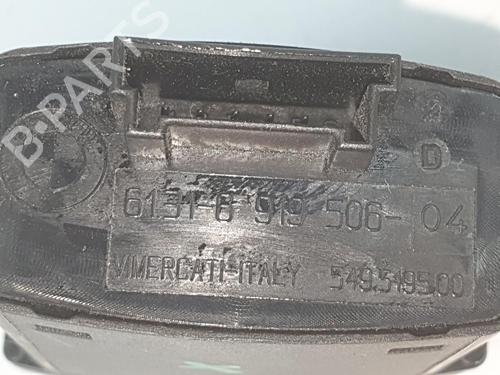 B-PARTS
D
6131-6 919 506-04
VIMERCATI-ITALY 549.5195.00